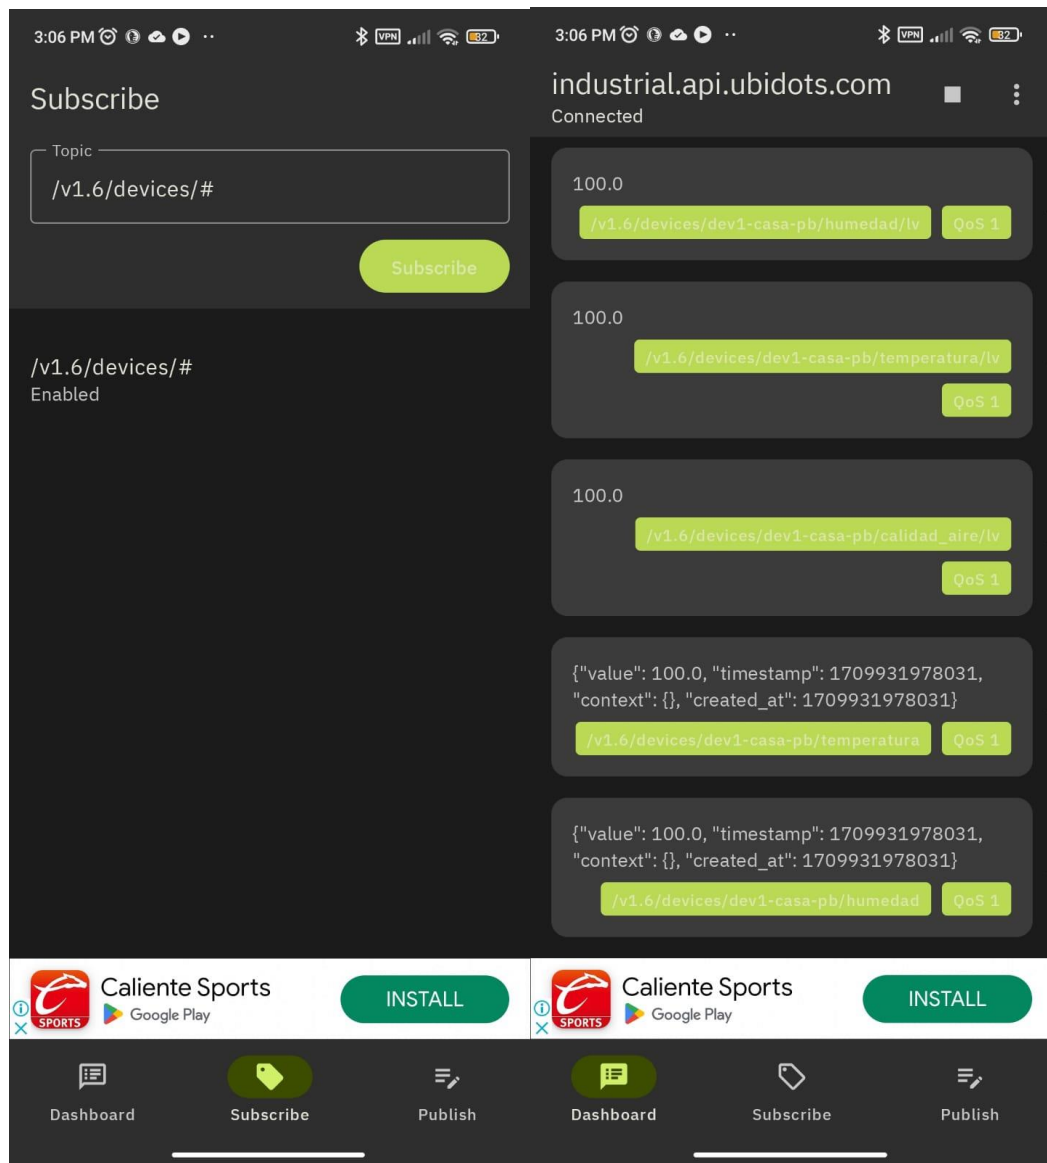 3:06 PM
VPN
82
Subscribe
Topic
/v1.6/devices/#
Subscribe
/v1.6/devices/#
Enabled
SPORTS
Caliente Sports
Google Play
INSTALL
Dashboard
Subscribe
Publish
3:06 PM
VPN
82
industrial.api.ubidots.com
Connected
100.0
/v1.6/devices/dev1-casa-pb/humedad/lv QoS 1
100.0
/v1.6/devices/dev1-casa-pb/temperatura/lv
QoS 1
100.0
/v1.6/devices/dev1-casa-pb/calidad_aire/lv
QoS 1
{"value": 100.0, "timestamp": 1709931978031,
"context": {}, "created_at": 1709931978031}
/v1.6/devices/dev1-casa-pb/temperatura QoS 1
{"value": 100.0, "timestamp": 1709931978031,
"context": {}, "created_at": 1709931978031}
/v1.6/devices/dev1-casa-pb/humedad QoS 1
SPORTS
Caliente Sports
Google Play
INSTALL
Dashboard
Subscribe
Publish